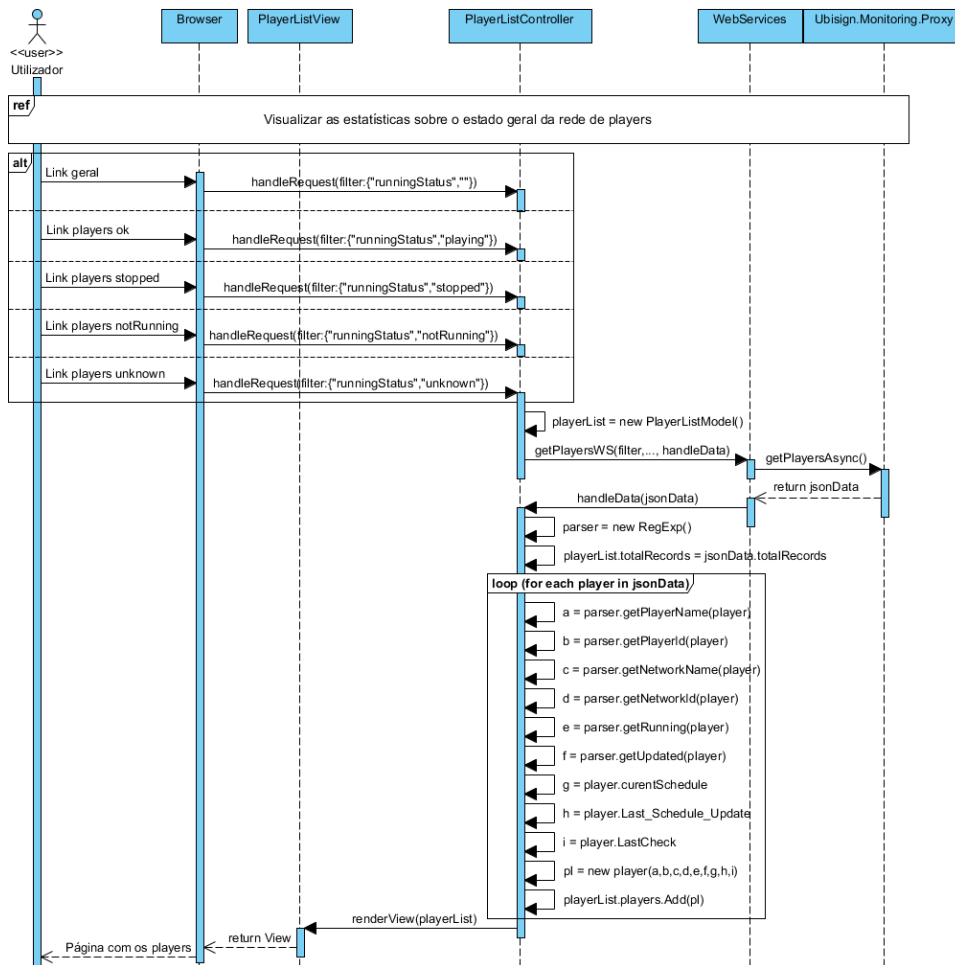 Browser
PlayerListView
PlayerListController
WebServices
Ubisign.Monitoring.Proxy
<<user>>
Utilizador
ref
Visualizar as estatísticas sobre o estado geral da rede de players
alt
Link geral
handleRequest(filter:{"runningStatus",""})
Link players ok
handleRequest(filter:{"runningStatus","playing"})
Link players stopped
handleRequest(filter:{"runningStatus","stopped"})
Link players notRunning
handleRequest(filter:{"runningStatus","notRunning"})
Link players unknown
handleRequest(filter:{"runningStatus","unknown"})
playerList = new PlayerListModel()
getPlayersWS(filter,..., handleData)
getPlayersAsync()
return jsonData
handleData(jsonData)
parser = new RegExp()
playerList.totalRecords = jsonData.totalRecords
loop (for each player in jsonData)
a = parser.getPlayerName(player)
b = parser.getPlayerId(player)
c = parser.getNetworkName(player)
d = parser.getNetworkId(player)
e = parser.getRunning(player)
f = parser.getUpdated(player)
g = player.curentSchedule
h = player.Last_Schedule_Update
i = player.LastCheck
pl = new player(a,b,c,d,e,f,g,h,i)
playerList.players.Add(pl)
renderView(playerList)
return View
Página com os players